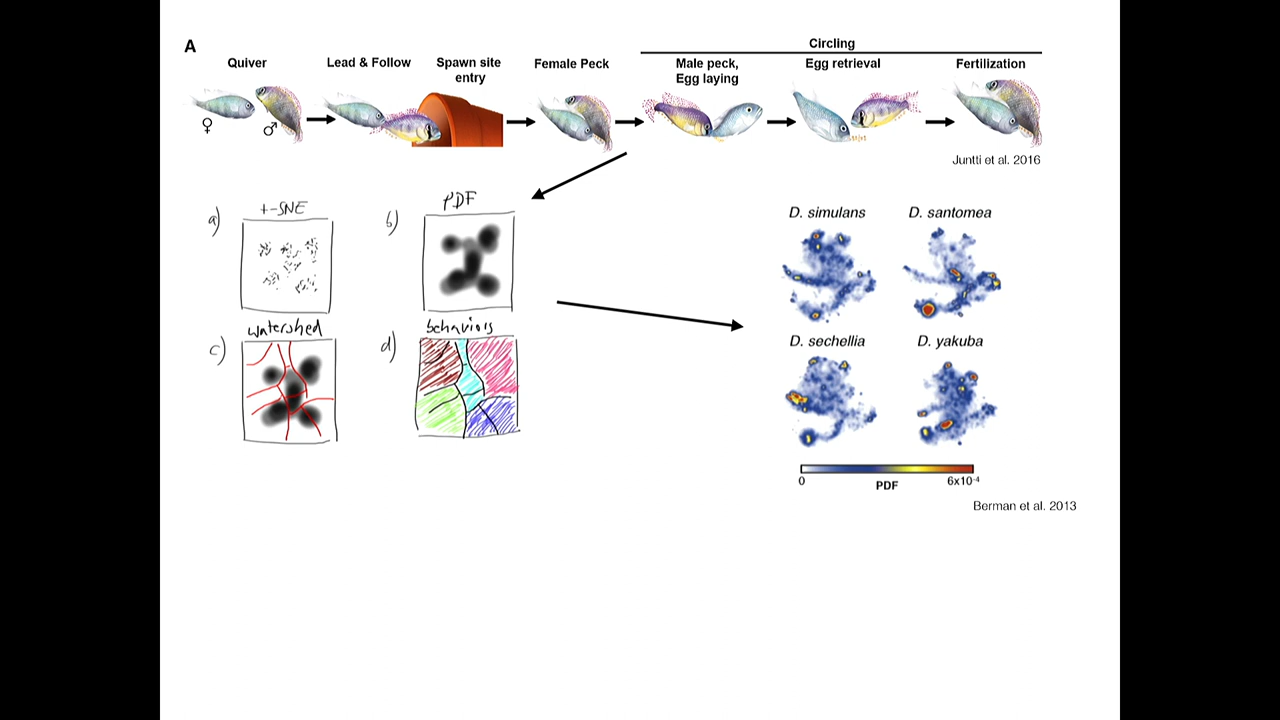 A
Circling
Quiver
Lead & Follow
Spawn site
entry
Female Peck
Male peck,
Egg laying
Egg retrieval
Fertilization
♀
♂
Juntti et al. 2016
a)
t-SNE
b)
PDF
c)
watershed
d)
behaviors
D. simulans
D. santomea
D. sechellia
D. yakuba
0
PDF
6x10⁻⁴
Berman et al. 2013